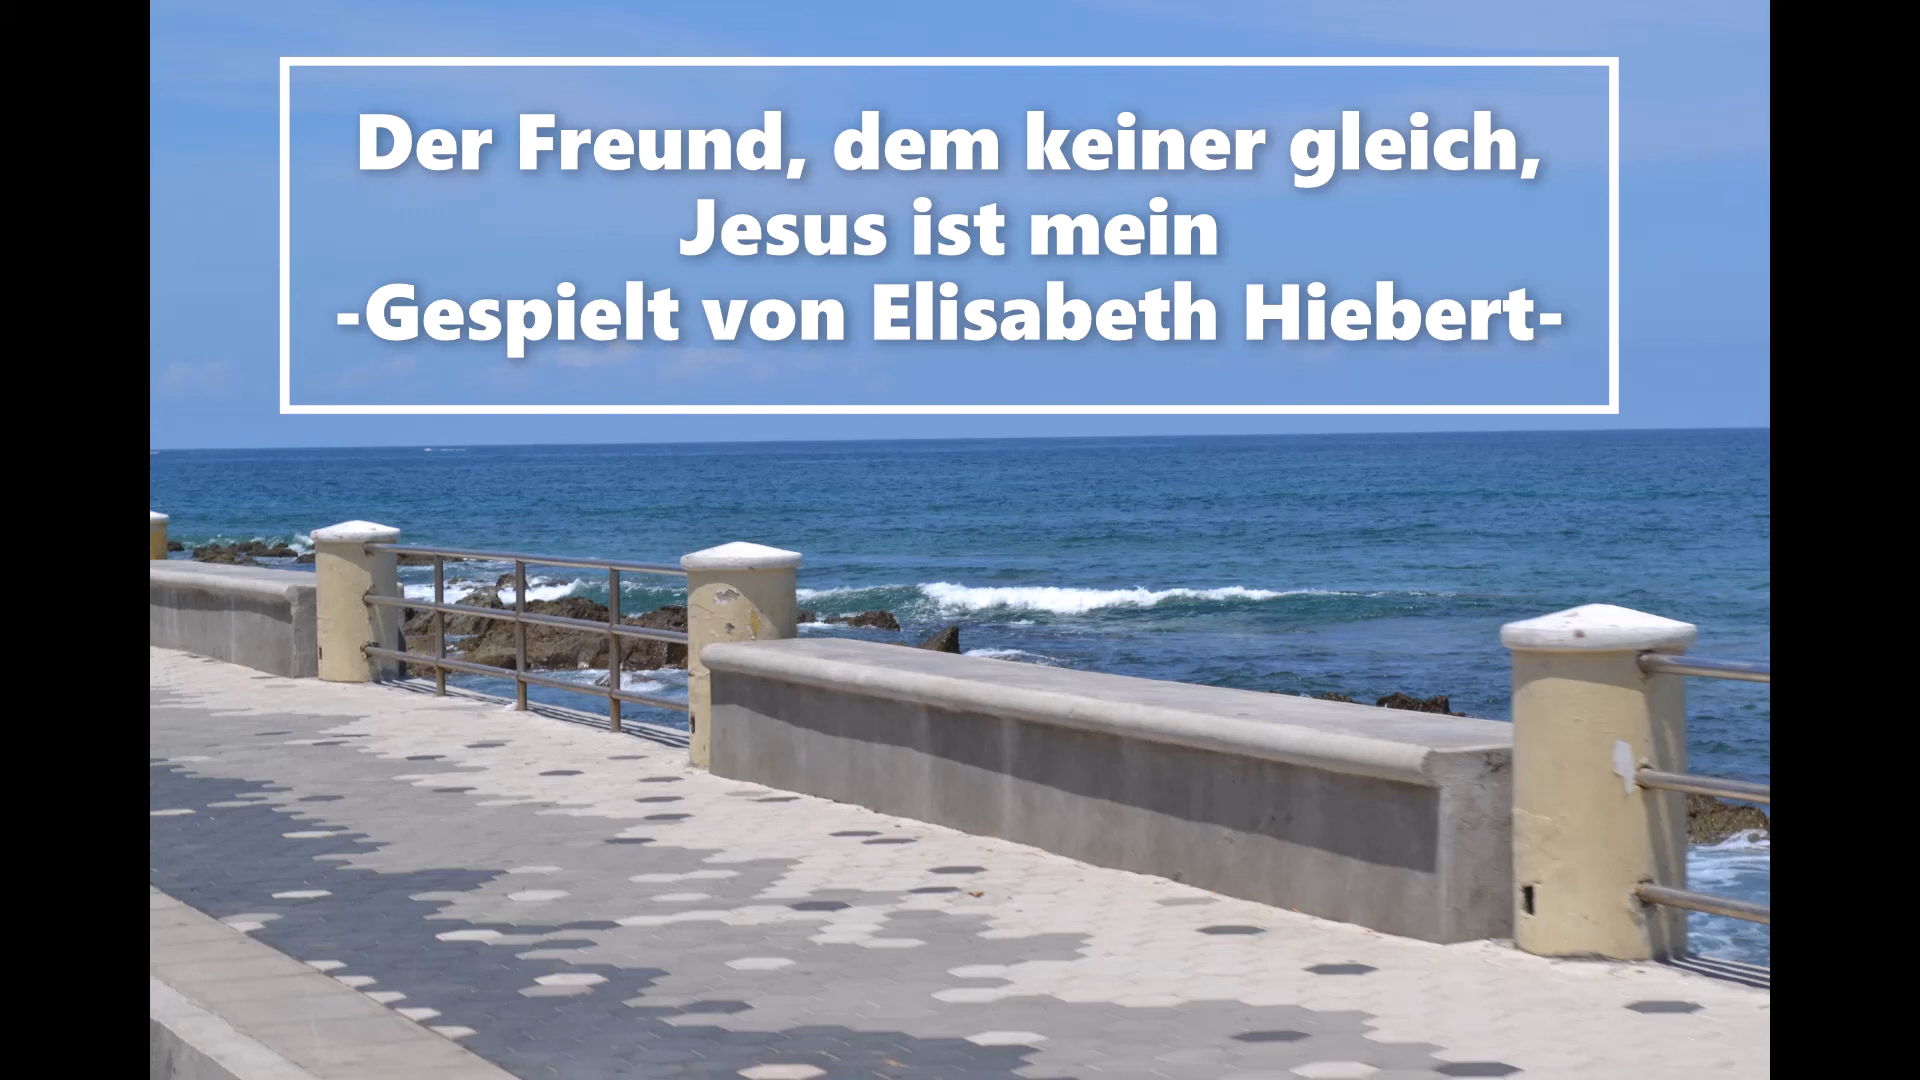 Der Freund, dem keiner gleich,
Jesus ist mein
-Gespielt von Elisabeth Hiebert-